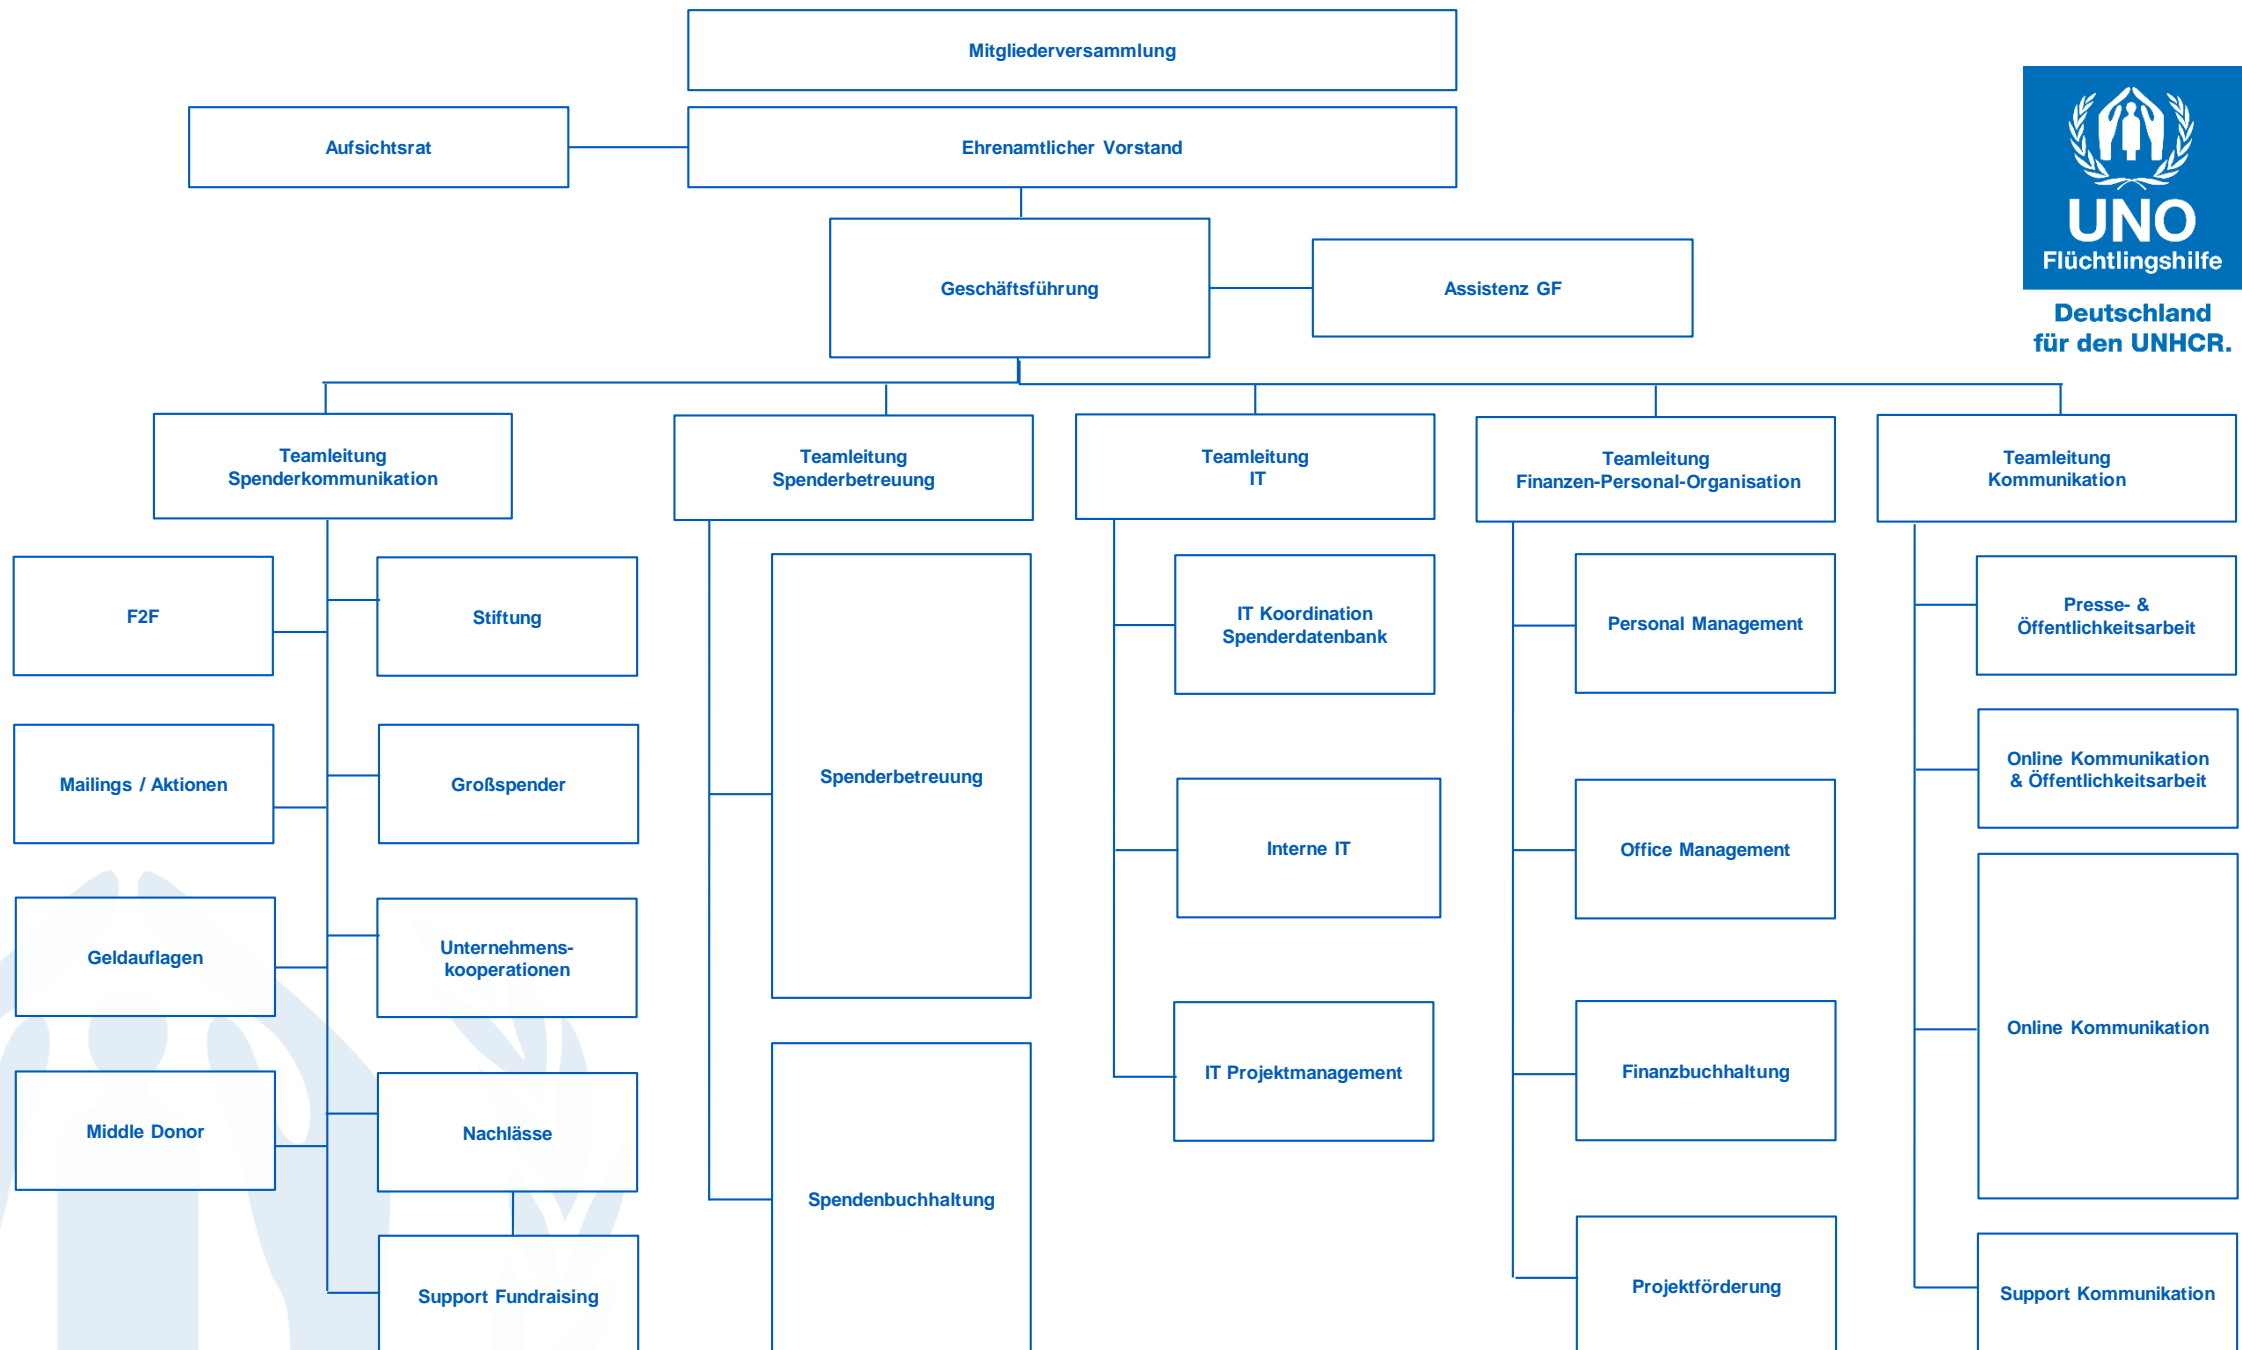 Mitgliederversammlung
Aufsichtsrat
Ehrenamtlicher Vorstand
Geschäftsführung
Assistenz GF
UNO
Flüchtlingshilfe
Deutschland
für den UNHCR.
Teamleitung
Spenderkommunikation
Teamleitung
Spenderbetreuung
Teamleitung
IT
Teamleitung
Finanzen-Personal-Organisation
Teamleitung
Kommunikation
F2F
Stiftung
Mailings / Aktionen
Großspender
Geldauflagen
Unternehmens-
kooperationen
Middle Donor
Nachlässe
Support Fundraising
Spenderbetreuung
Spendenbuchhaltung
IT Koordination
Spenderdatenbank
Interne IT
IT Projektmanagement
Personal Management
Office Management
Finanzbuchhaltung
Projektförderung
Presse- &
Öffentlichkeitsarbeit
Online Kommunikation
& Öffentlichkeitsarbeit
Online Kommunikation
Support Kommunikation